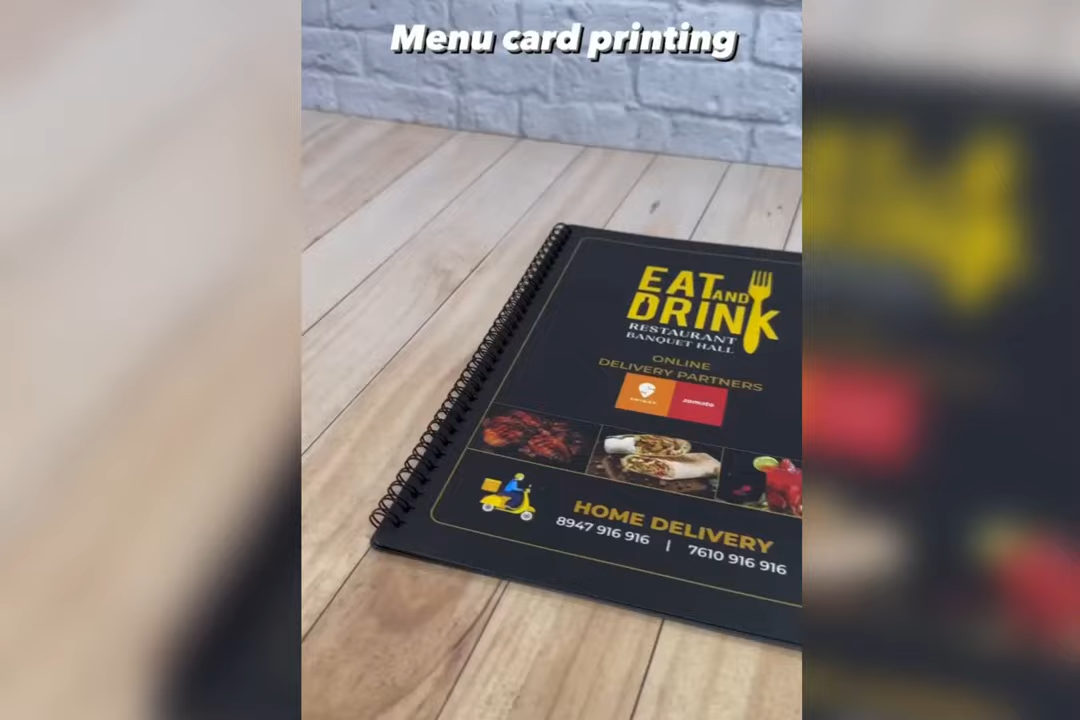 Menu card printing
EAT AND
DRINK
RESTAURANT
BANQUET HALL
ONLINE
DELIVERY PARTNERS
SWIGGY zomato
HOME DELIVERY
8947 916 916 | 7610 916 916